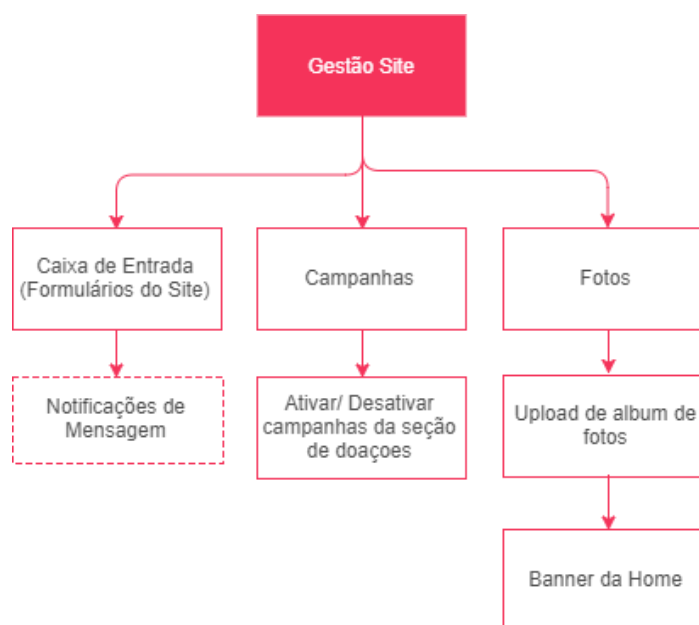 Gestão Site
Caixa de Entrada
(Formulários do Site)
Campanhas
Fotos
Notificações de
Mensagem
Ativar/ Desativar
campanhas da seção
de doaçoes
Upload de album de
fotos
Banner da Home